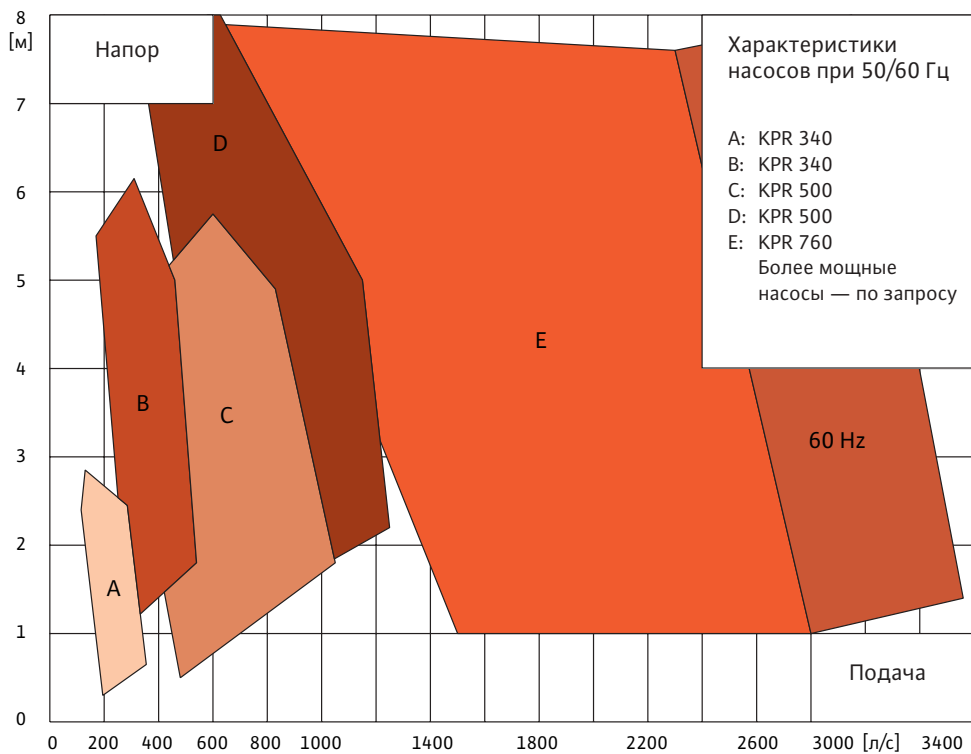 8
[м]
Напор
Характеристики
насосов при 50/60 Гц
7
D
A: KPR 340
B: KPR 340
6
C: KPR 500
D: KPR 500
E: KPR 760
Более мощные
насосы — по запросу
5
E
4
B
C
60 Hz
3
2
A
1
Подача
0
0 200 400 600 800 1000 1400 1800 2200 2600 3000 [л/с] 3400